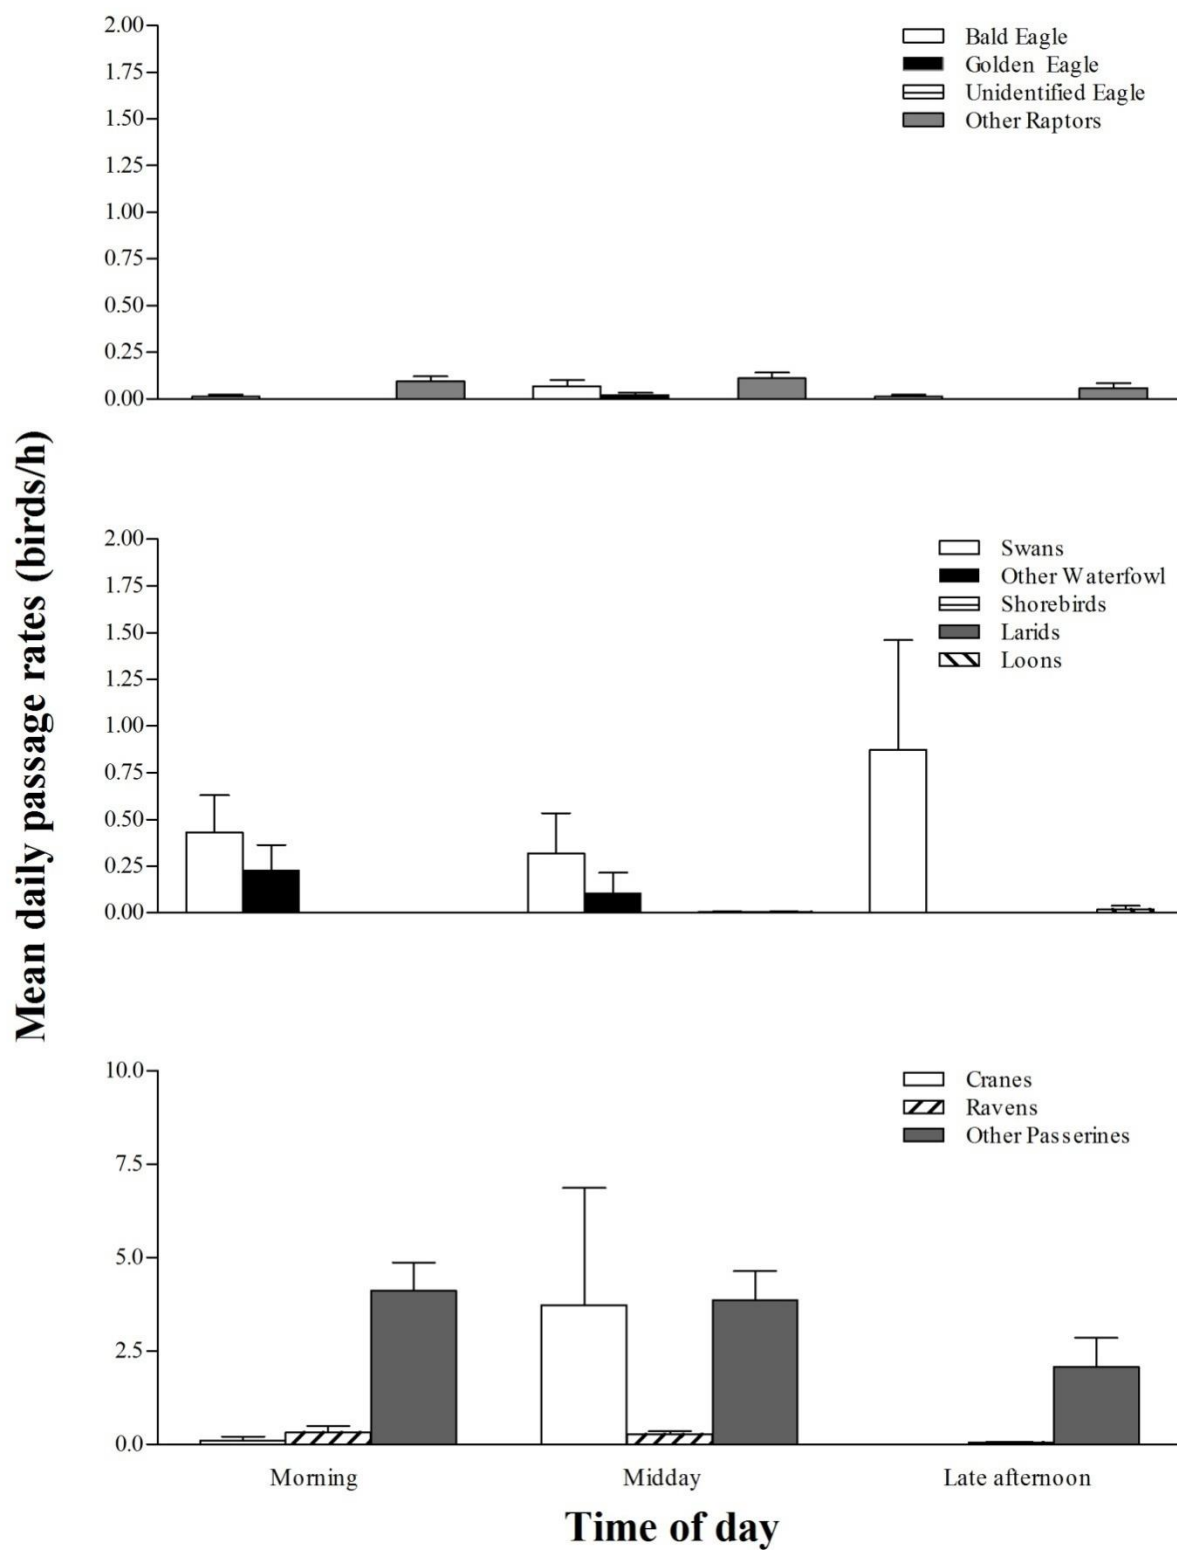 Mean daily passage rates (birds/h)
2.00
1.75
1.50
1.25
1.00
0.75
0.50
0.25
0.00
Bald Eagle
Golden Eagle
Unidentified Eagle
Other Raptors
2.00
1.75
1.50
1.25
1.00
0.75
0.50
0.25
0.00
Swans
Other Waterfowl
Shorebirds
Larids
Loons
10.0
7.5
5.0
2.5
0.0
Cranes
Ravens
Other Passerines
Morning
Midday
Late afternoon
Time of day